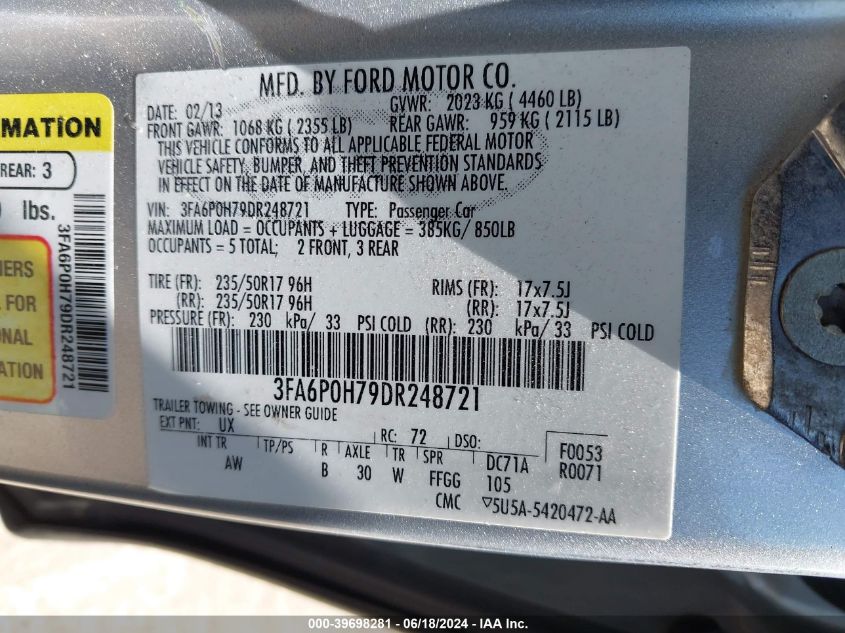 MFD. BY FORD MOTOR CO.
DATE: 02/13 GVWR: 2023 KG ( 4460 LB)
FRONT GAWR: 1068 KG ( 2355 LB) REAR GAWR: 959 KG ( 2115 LB)
THIS VEHICLE CONFORMS TO ALL APPLICABLE FEDERAL MOTOR
VEHICLE SAFETY, BUMPER, AND THEFT PREVENTION STANDARDS
IN EFFECT ON THE DATE OF MANUFACTURE SHOWN ABOVE.
VIN: 3FA6P0H79DR248721 TYPE: Passenger Car
MAXIMUM LOAD = OCCUPANTS + LUGGAGE = 385KG/ 850LB
OCCUPANTS = 5 TOTAL; 2 FRONT, 3 REAR
TIRE (FR): 235/50R17 96H RIMS (FR): 17x7.5J
(RR): 235/50R17 96H (RR): 17x7.5J
PRESSURE (FR): 230 kPa/ 33 PSI COLD (RR): 230 kPa/ 33 PSI COLD
3FA6P0H79DR248721
TRAILER TOWING - SEE OWNER GUIDE
EXT PNT: UX RC: 72 DSO: F0053
INT TR TP/PS R AXLE TR SPR DC71A R0071
AW B 30 W FFGG 105
CMC 5U5A-5420472-AA
RMATION
REAR: 3
lbs.
3FA6P0H79DR248721
FOR
ONAL
ATION
000-39698281 - 06/18/2024 - IAA Inc.